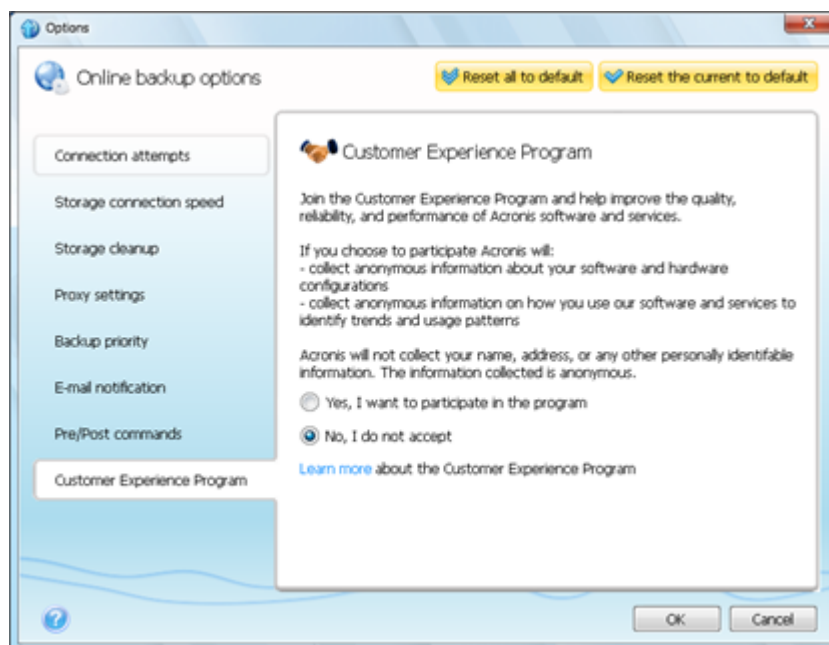 Options
Online backup options
Reset all to default
Reset the current to default
Connection attempts
Storage connection speed
Storage cleanup
Proxy settings
Backup priority
E-mail notification
Pre/Post commands
Customer Experience Program
Customer Experience Program
Join the Customer Experience Program and help improve the quality,
reliability, and performance of Acronis software and services.
If you choose to participate Acronis will:
- collect anonymous information about your software and hardware
configurations
- collect anonymous information on how you use our software and services to
identify trends and usage patterns
Acronis will not collect your name, address, or any other personally identifable
information. The information collected is anonymous.
Yes, I want to participate in the program
No, I do not accept
Learn more about the Customer Experience Program
?
OK
Cancel